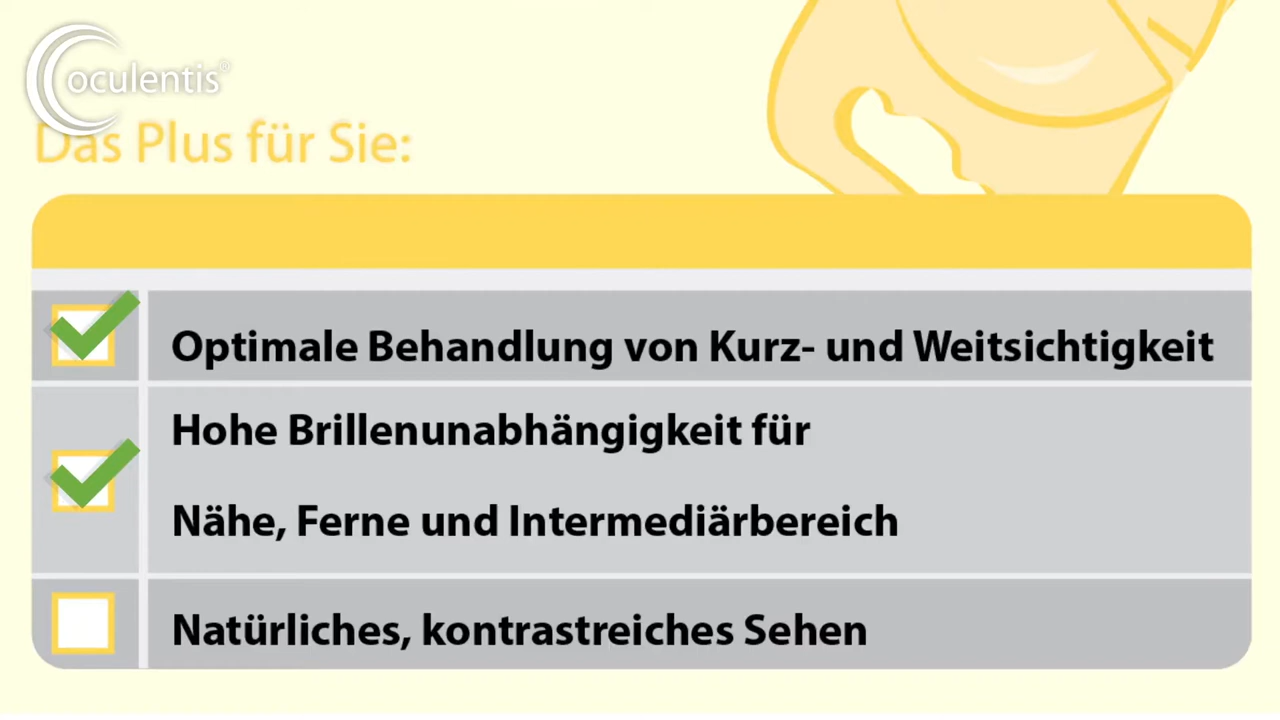 oculentis®
Das Plus für Sie:
Optimale Behandlung von Kurz- und Weitsichtigkeit
Hohe Brillenunabhängigkeit für
Nähe, Ferne und Intermediärbereich
Natürliches, kontrastreiches Sehen